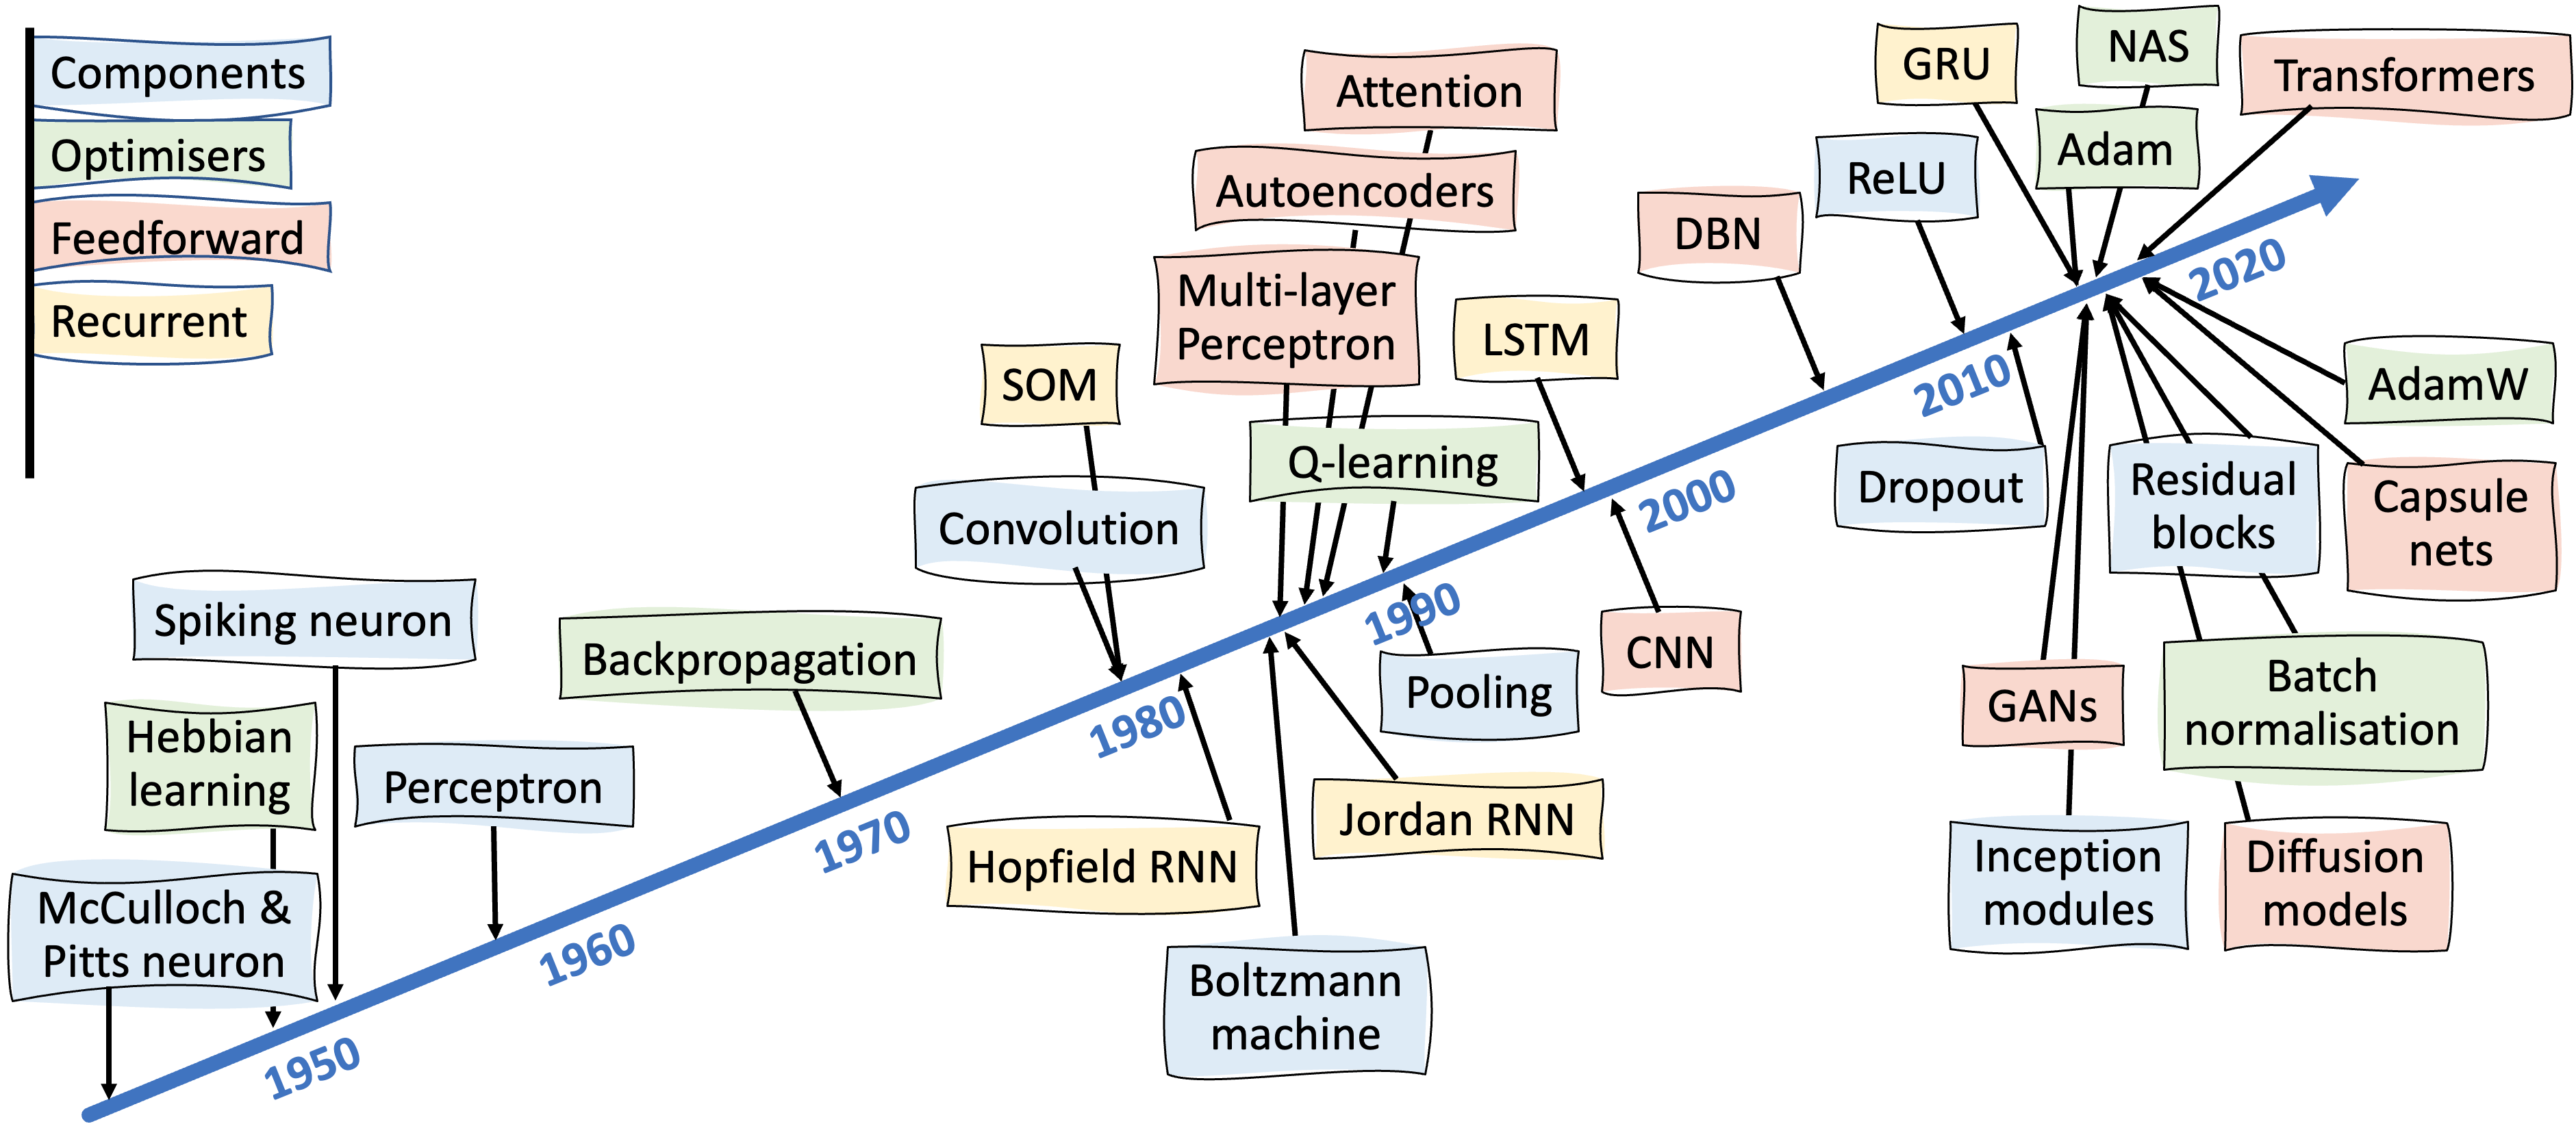 Components
Optimisers
Feedforward
Recurrent
McCulloch &
Pitts neuron
Hebbian
learning
Spiking neuron
Perceptron
Backpropagation
Convolution
SOM
Hopfield RNN
Boltzmann
machine
Jordan RNN
Multi-layer
Perceptron
Autoencoders
Attention
Q-learning
Pooling
LSTM
CNN
DBN
ReLU
Dropout
GRU
Adam
NAS
Transformers
GANs
Inception
modules
Residual
blocks
Batch
normalisation
Diffusion
models
AdamW
Capsule
nets
1950
1960
1970
1980
1990
2000
2010
2020